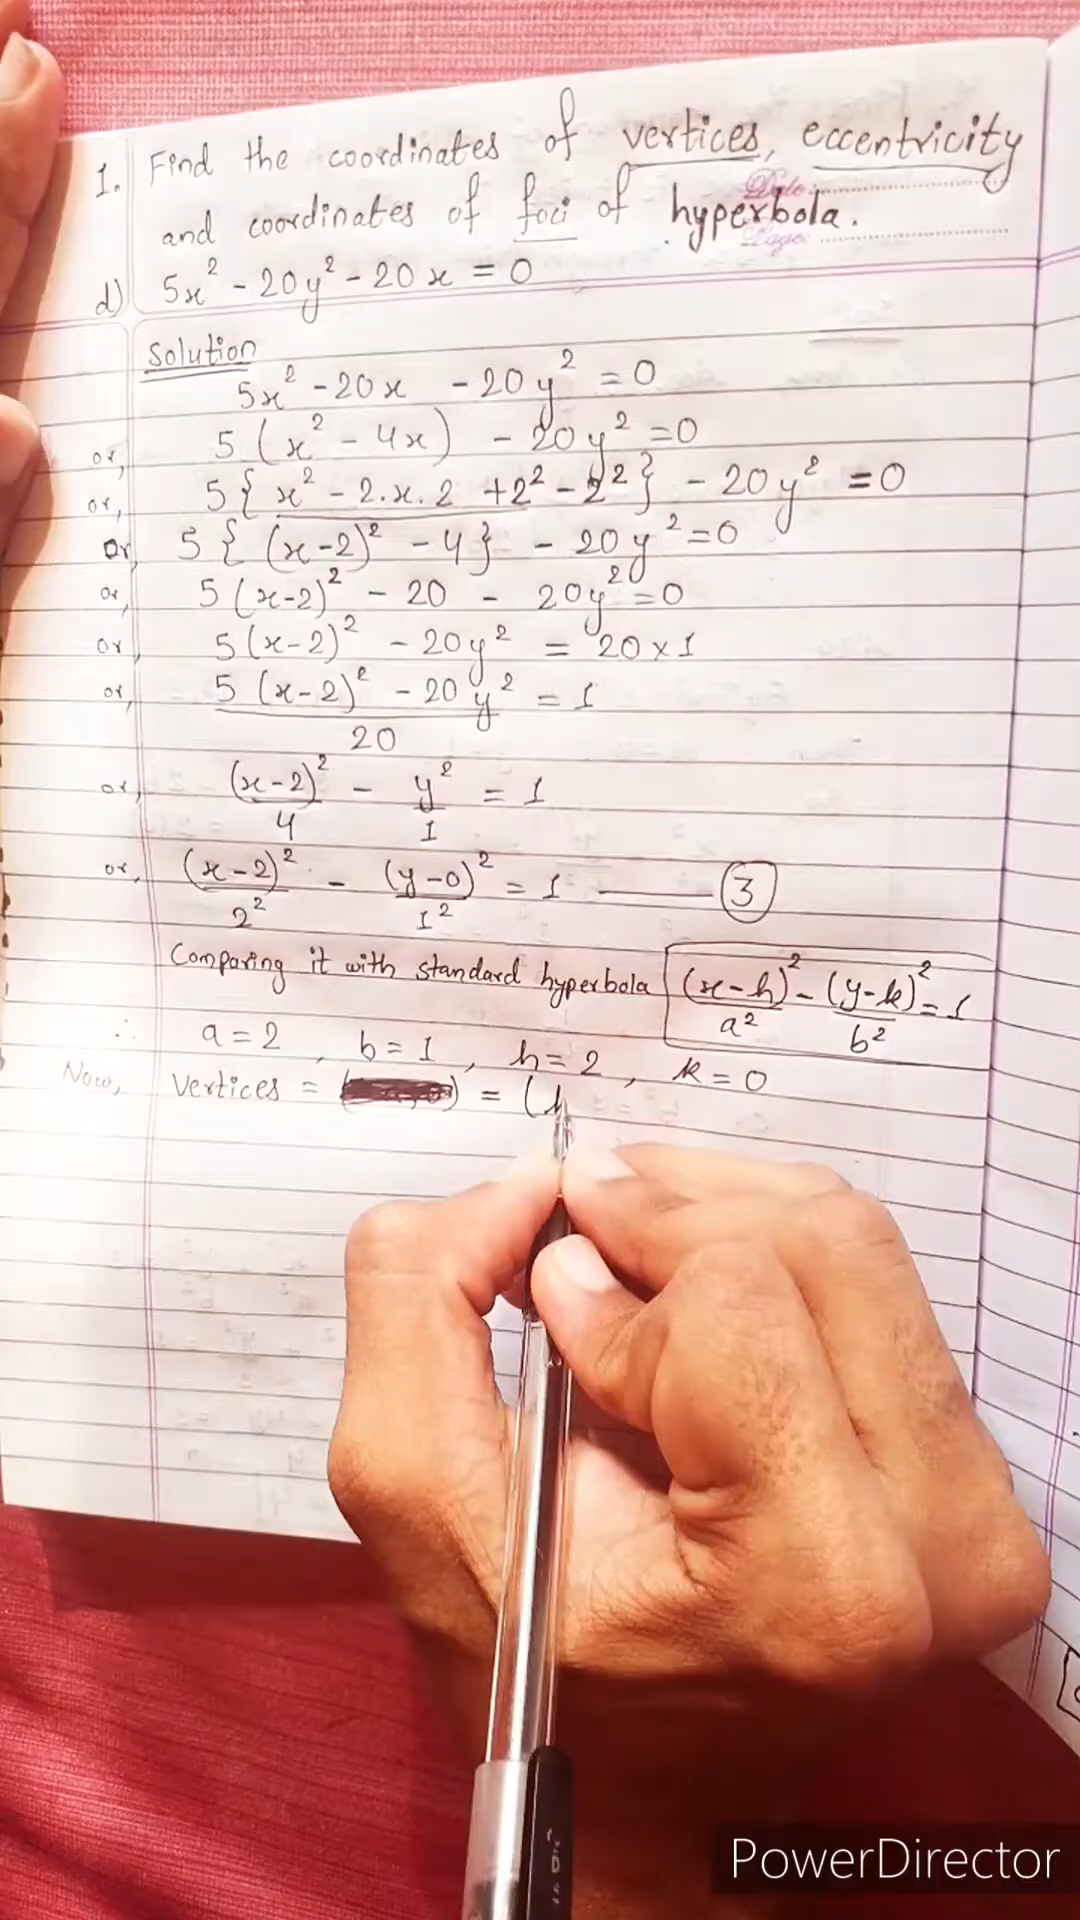 1. Find the coordinates of vertices, eccentricity
Date:
and coordinates of foci of hyperbola.
Page:
d) 5x² - 20y² - 20x = 0
Solution
5x² - 20x - 20y² = 0
or, 5(x² - 4x) - 20y² = 0
or, 5{x² - 2.x.2 + 2² - 2²} - 20y² = 0
or 5{(x-2)² - 4} - 20y² = 0
or, 5(x-2)² - 20 - 20y² = 0
or 5(x-2)² - 20y² = 20 × 1
or, 5(x-2)² - 20y² / 20 = 1
or, (x-2)²/4 - y²/1 = 1
or, (x-2)²/2² - (y-0)²/1² = 1 ——— ③
Comparing it with standard hyperbola (x-h)²/a² - (y-k)²/b² = 1
∴ a = 2, b = 1, h = 2, k = 0
Now, Vertices = ( ) = (h
PowerDirector